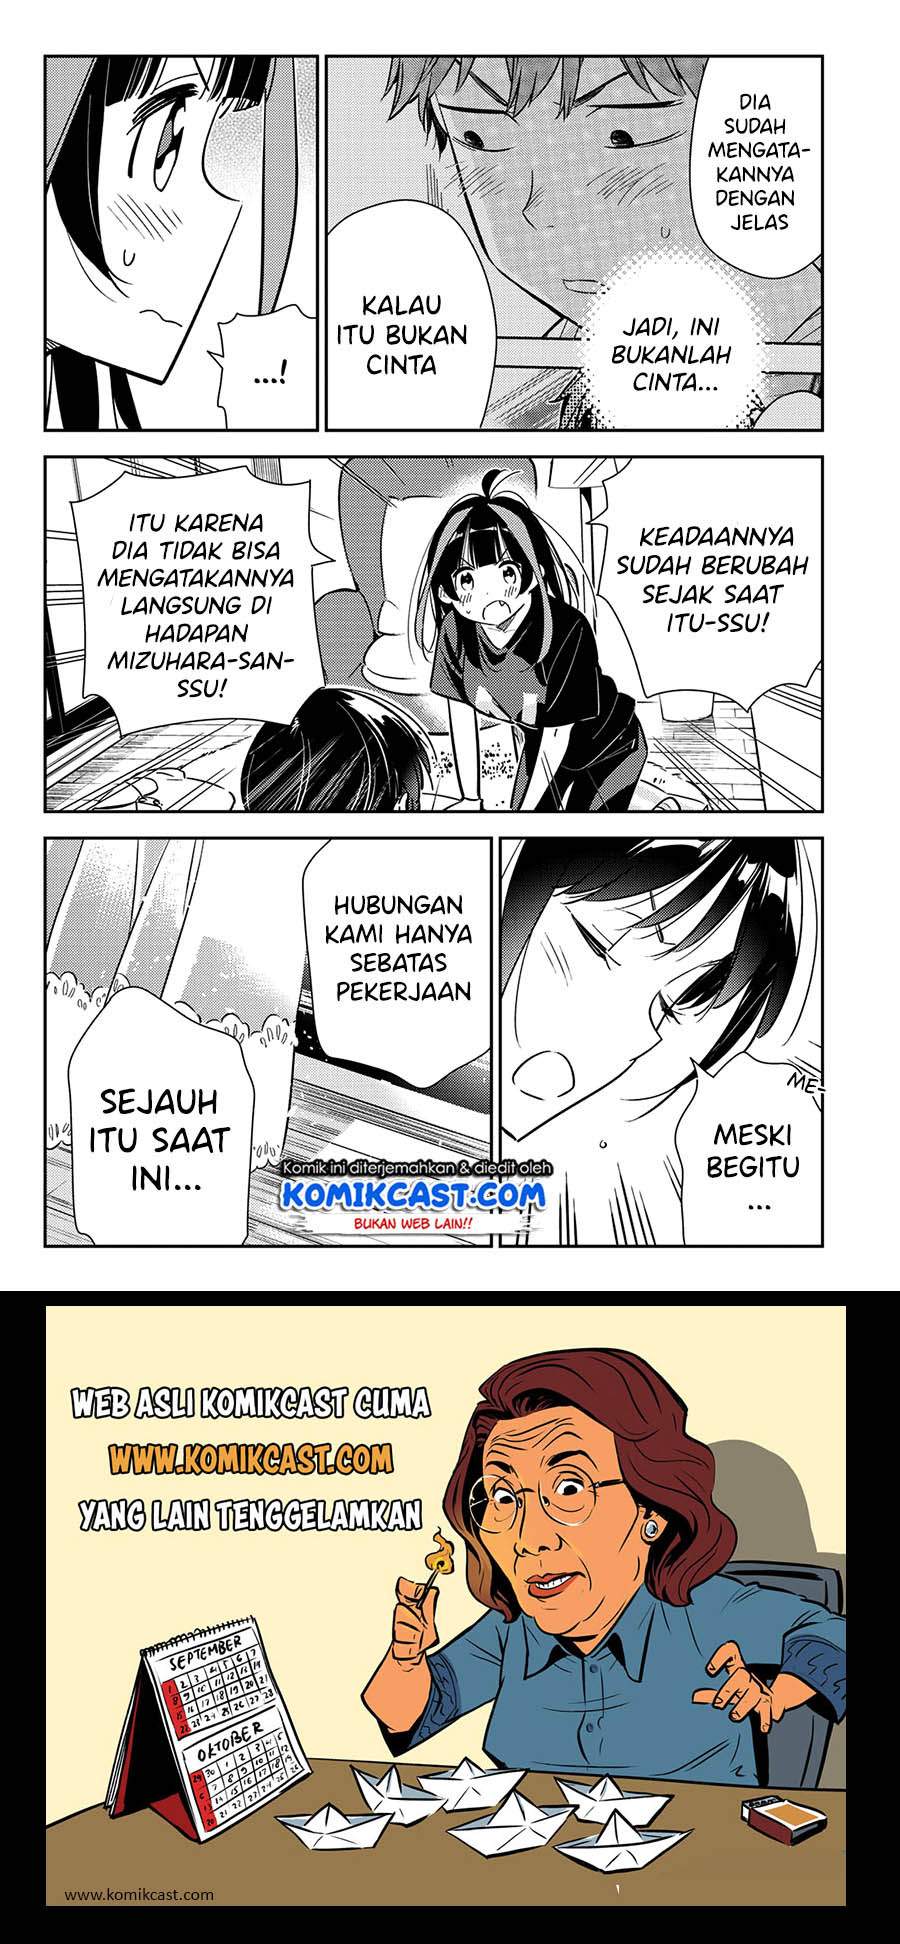 DIA
SUDAH
MENGATA-
KANNYA
DENGAN
JELAS
JADI, INI
BUKANLAH
CINTA...
KALAU
ITU BUKAN
CINTA
...!
KEADAANNYA
SUDAH BERUBAH
SEJAK SAAT
ITU-SSU!
ITU KARENA
DIA TIDAK BISA
MENGATAKANNYA
LANGSUNG DI
HADAPAN
MIZUHARA-SAN-
SSU!
ME-
MESKI
BEGITU
...
HUBUNGAN
KAMI HANYA
SEBATAS
PEKERJAAN
SEJAUH
ITU SAAT
INI...
Komik ini diterjemahkan & diedit oleh
KOMIKCAST.COM
BUKAN WEB LAIN!!
WEB ASLI KOMIKCAST CUMA
WWW.KOMIKCAST.COM
YANG LAIN TENGGELAMKAN
SEPTEMBER
OKTOBER
www.komikcast.com